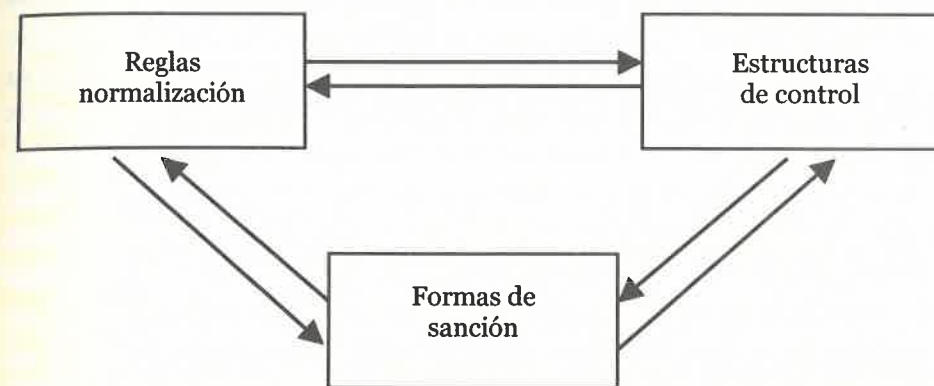 Reglas
normalización
Estructuras
de control
Formas de
sanción